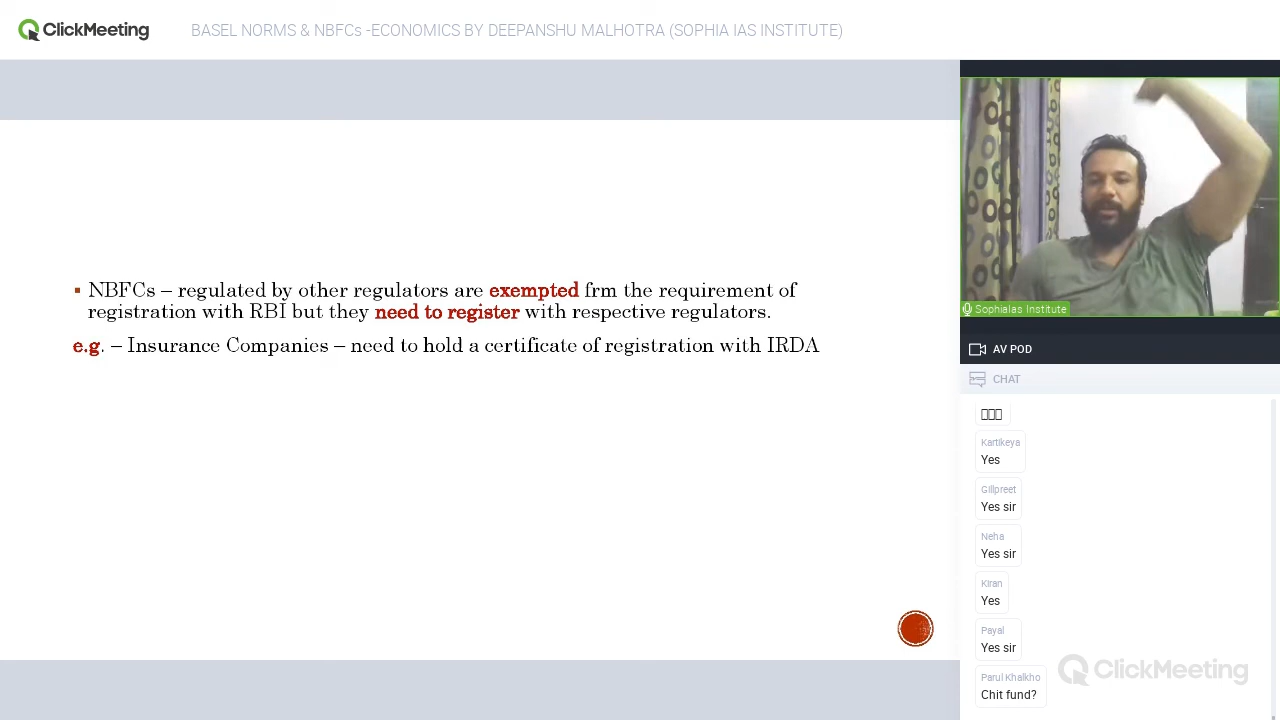 ClickMeeting
BASEL NORMS & NBFCs -ECONOMICS BY DEEPANSHU MALHOTRA (SOPHIA IAS INSTITUTE)
▪ NBFCs – regulated by other regulators are exempted frm the requirement of
registration with RBI but they need to register with respective regulators.
e.g. – Insurance Companies – need to hold a certificate of registration with IRDA
SophiaIas Institute
AV POD
CHAT
Kartikeya
Yes
Gillpreet
Yes sir
Neha
Yes sir
Kiran
Yes
Payal
Yes sir
Parul Khalkho
Chit fund?
ClickMeeting